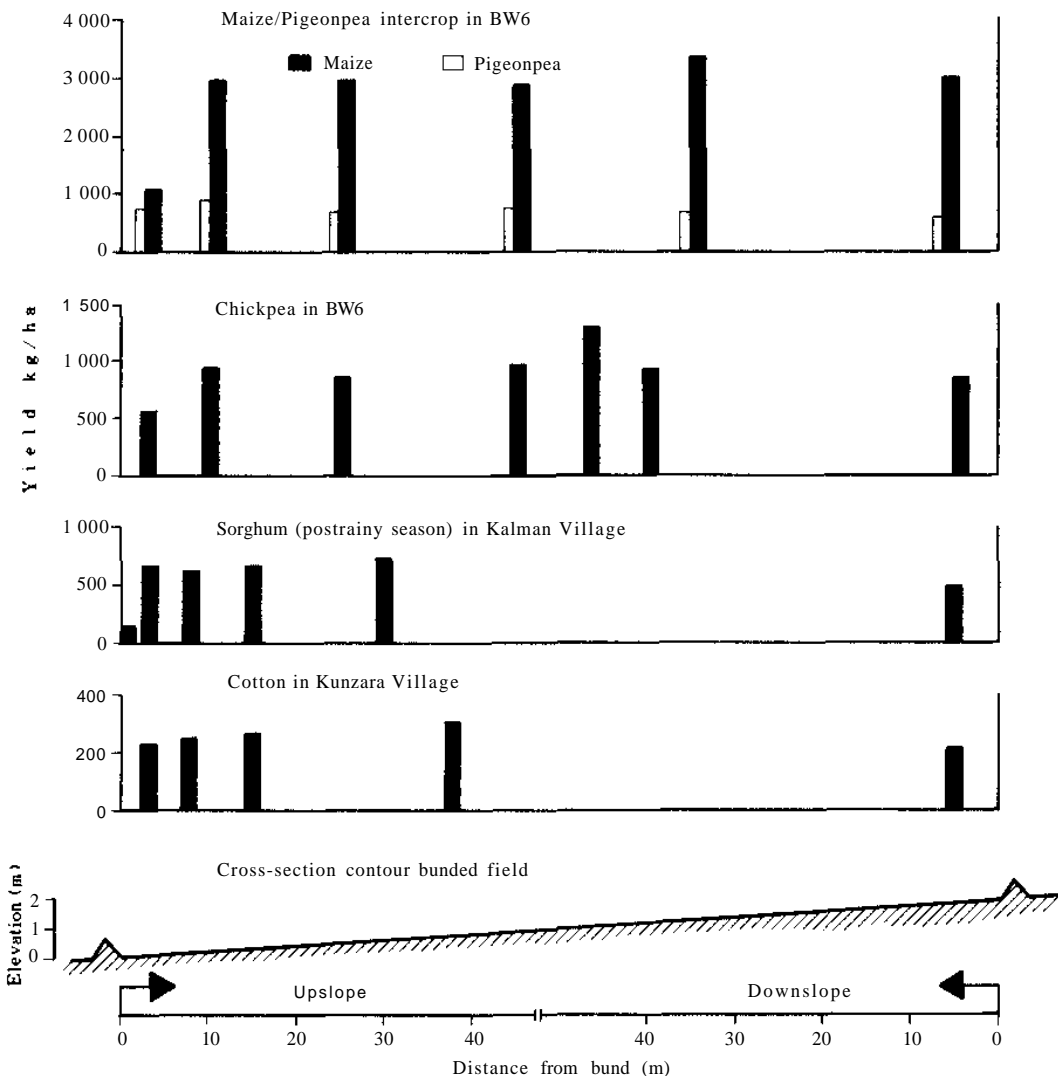 Maize/Pigeonpea intercrop in BW6
Maize Pigeonpea
4 000
3 000
2 000
1 000
0
Yield kg/ha
Chickpea in BW6
1 500
1 000
500
0
Sorghum (postrainy season) in Kalman Village
1 000
500
0
Cotton in Kunzara Village
400
200
0
Cross-section contour bunded field
Elevation (m)
2
1
0
Upslope Downslope
0 10 20 30 40 40 30 20 10 0
Distance from bund (m)